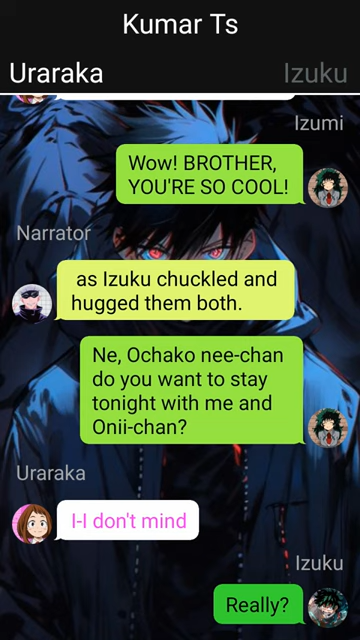 Kumar Ts
Uraraka
Izuku
Izumi
Wow! BROTHER,
YOU'RE SO COOL!
Narrator
as Izuku chuckled and
hugged them both.
Ne, Ochako nee-chan
do you want to stay
tonight with me and
Onii-chan?
Uraraka
I-I don't mind
Izuku
Really?